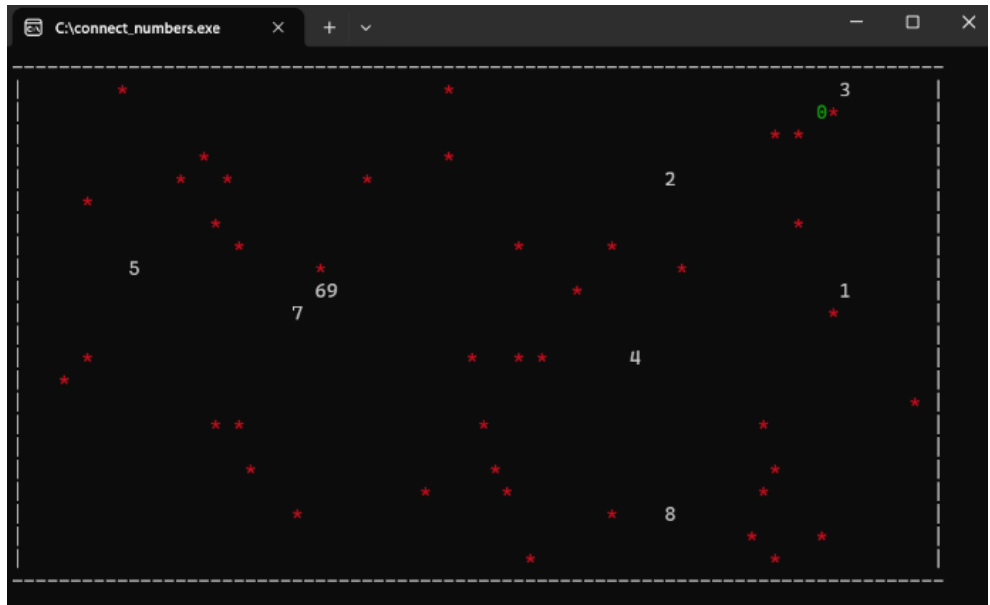 C:\connect_numbers.exe
--------------------------------------------------------------------------------
| * * 3 |
| 0* |
| * * |
| * * |
| * * * 2 |
| * |
| * * |
| * * * |
| 5 * * |
| 69 * 1 |
| 7 * |
| |
| * * * * 4 |
| * |
| * |
| * * * * |
| |
| * * * |
| * * * |
| * * 8 |
| * * |
| * * |
--------------------------------------------------------------------------------